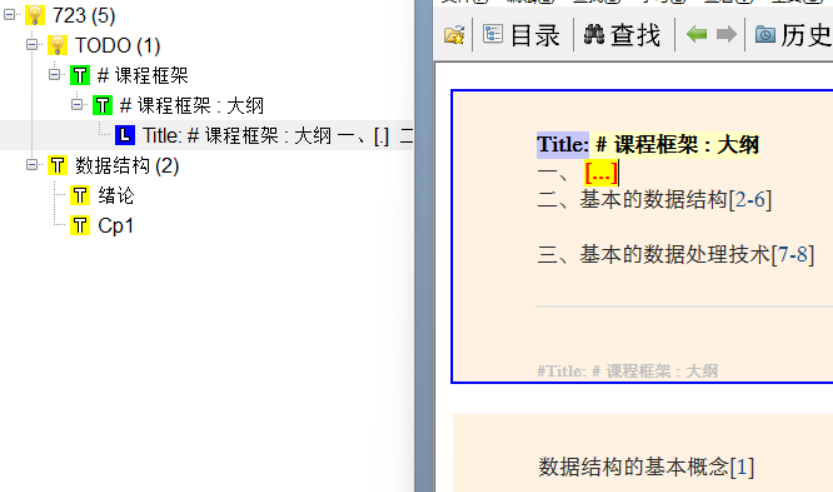 723 (5)
TODO (1)
# 课程框架
# 课程框架 : 大纲
Title: # 课程框架 : 大纲 一、[.] 二
数据结构 (2)
绪论
Cp1
目录 查找 历史
Title: # 课程框架 : 大纲
一、 [...]
二、基本的数据结构[2-6]
三、基本的数据处理技术[7-8]
#Title: # 课程框架 : 大纲
数据结构的基本概念[1]